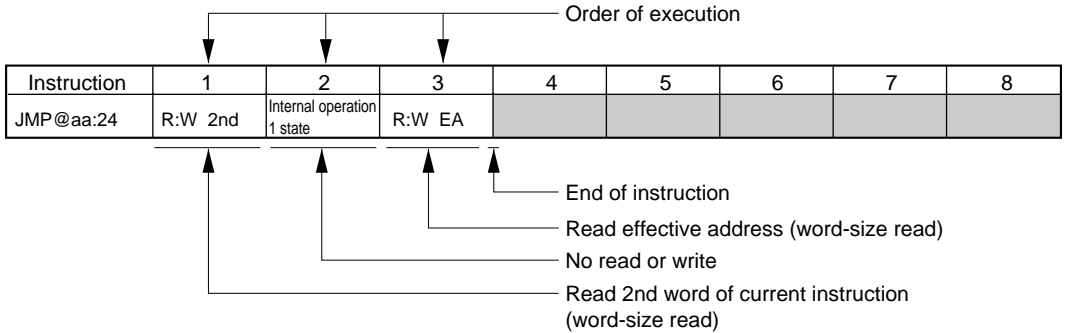 Order of execution
Instruction 1 2 3 4 5 6 7 8
JMP@aa:24 R:W 2nd Internal operation 1 state R:W EA
End of instruction
Read effective address (word-size read)
No read or write
Read 2nd word of current instruction
(word-size read)